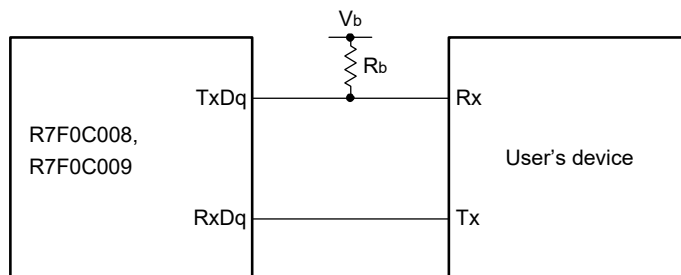 Vb
Rb
TxDq
Rx
R7F0C008,
R7F0C009
User's device
RxDq
Tx